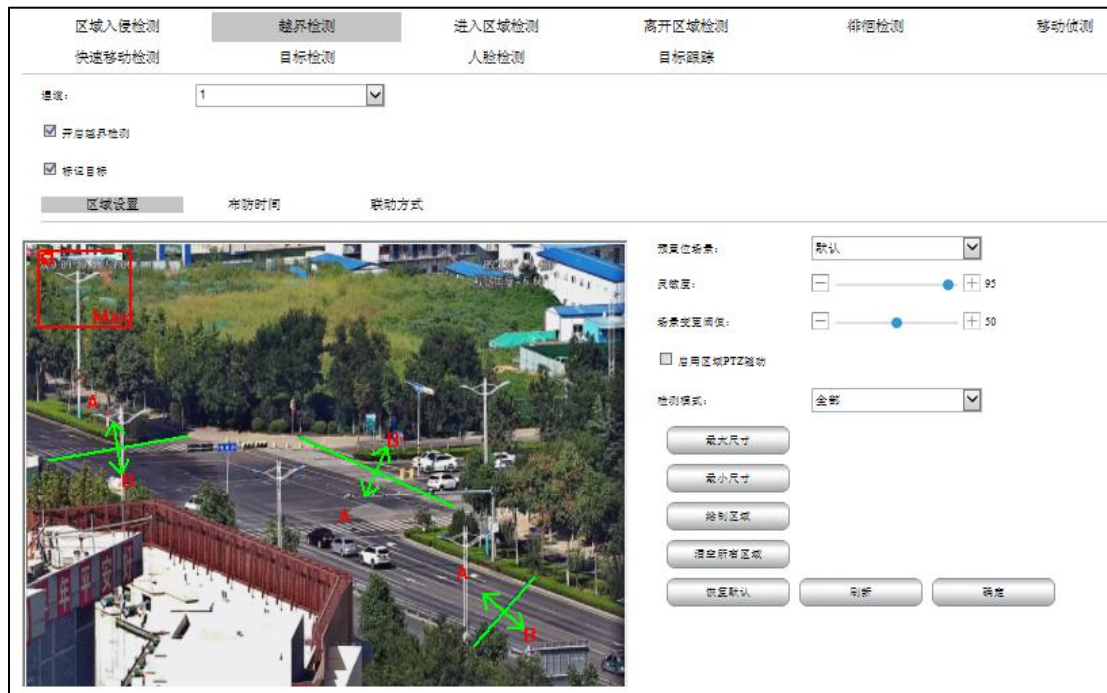 区域入侵检测 越界检测 进入区域检测 离开区域检测 徘徊检测 移动侦测
快速移动检测 目标检测 人脸检测 目标跟踪
通道： 1
开启越界检测
标记目标
区域设置 布防时间 联动方式
预置位场景： 默认
灵敏度： 95
场景变更阈值： 50
启用区域PTZ联动
检测模式： 全部
最大尺寸
最小尺寸
绘制区域
清空所有区域
恢复默认 刷新 确定
Max
A
B
B
A
A
B
年平安